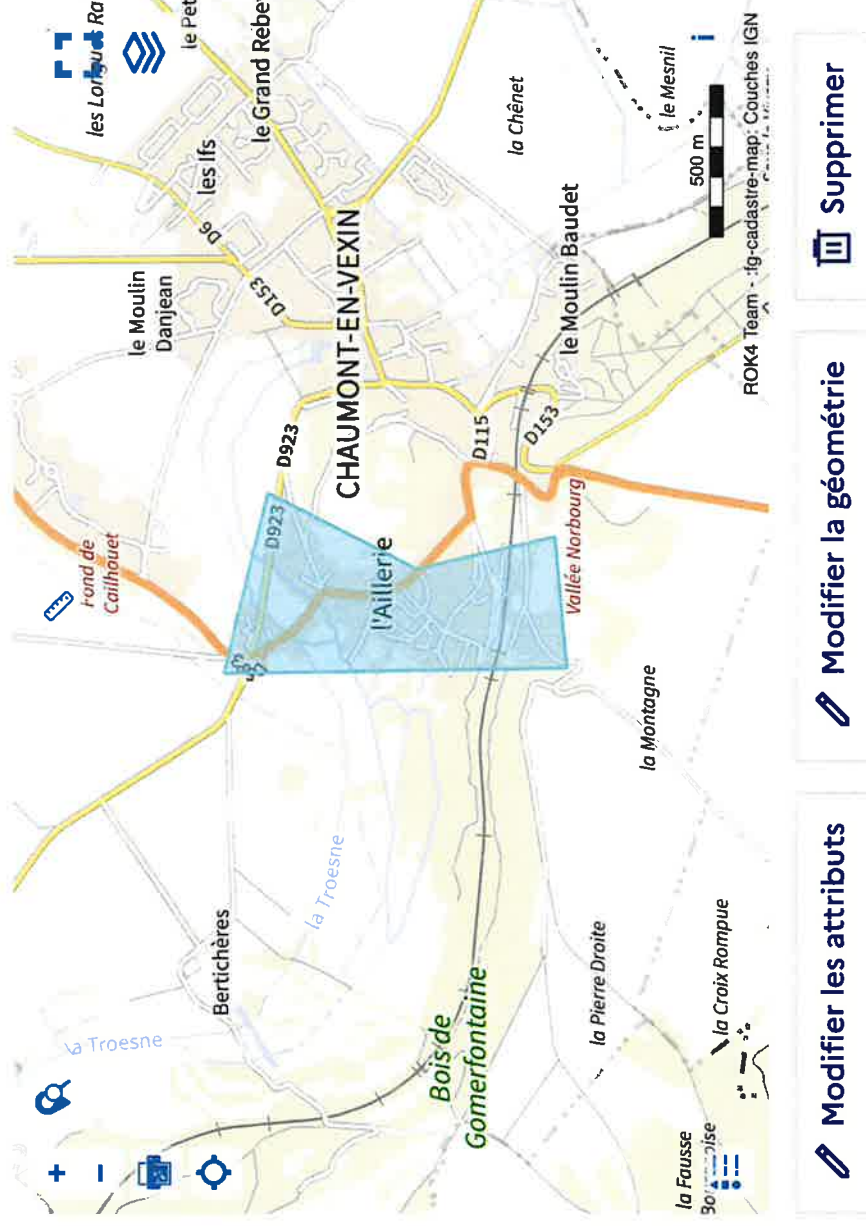 les Longues Ra
le Pet
le Grand Rebe
les Ifs
D6
le Moulin
Danjean
D153
la Chênet
le Mesnil
500 m
ROK4 Team - :fg-cadastre-map: Couches IGN
CHAUMONT-EN-VEXIN
le Moulin Baudet
D923
D115
D153
Fond de
Cailhouet
D923
l'Aillerie
Vallée Norbourg
la Montagne
la Troesne
Bertichères
la Troesne
Bois de
Gomerfontaine
la Pierre Droite
la Croix Rompue
la Fausse
+
−
Modifier les attributs
Modifier la géométrie
Supprimer